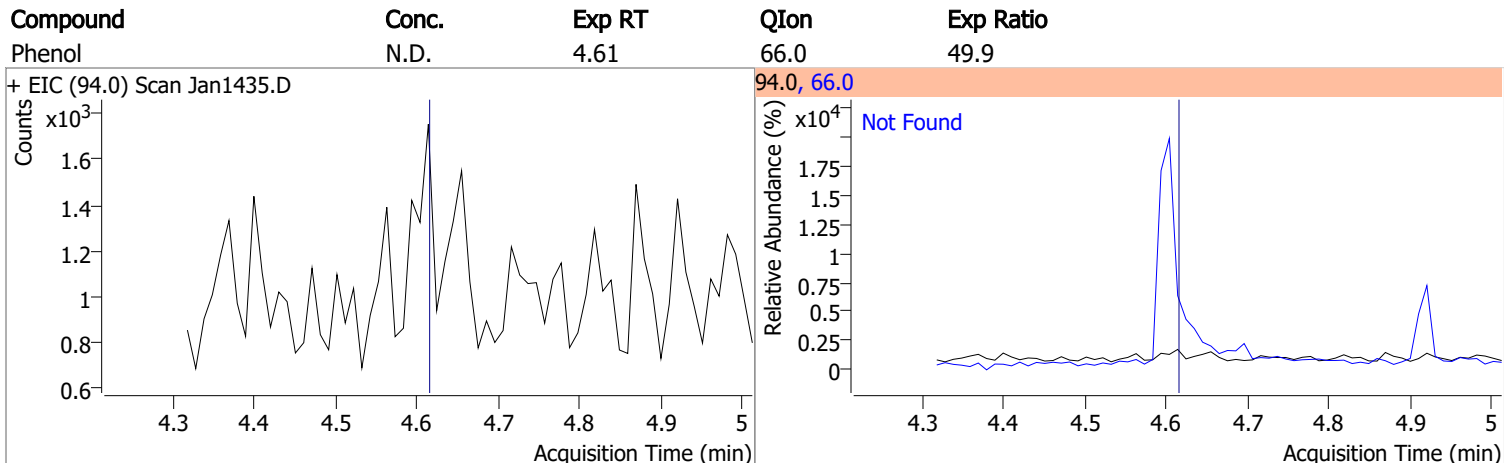 Compound Conc. Exp RT QIon Exp Ratio
Phenol N.D. 4.61 66.0 49.9
+ EIC (94.0) Scan Jan1435.D
Counts
x10³
1.6
1.4
1.2
1
0.8
0.6
4.3 4.4 4.5 4.6 4.7 4.8 4.9 5
Acquisition Time (min)
94.0, 66.0
Relative Abundance (%)
x10⁴
Not Found
1.75
1.5
1.25
1
0.75
0.5
0.25
0
4.3 4.4 4.5 4.6 4.7 4.8 4.9 5
Acquisition Time (min)